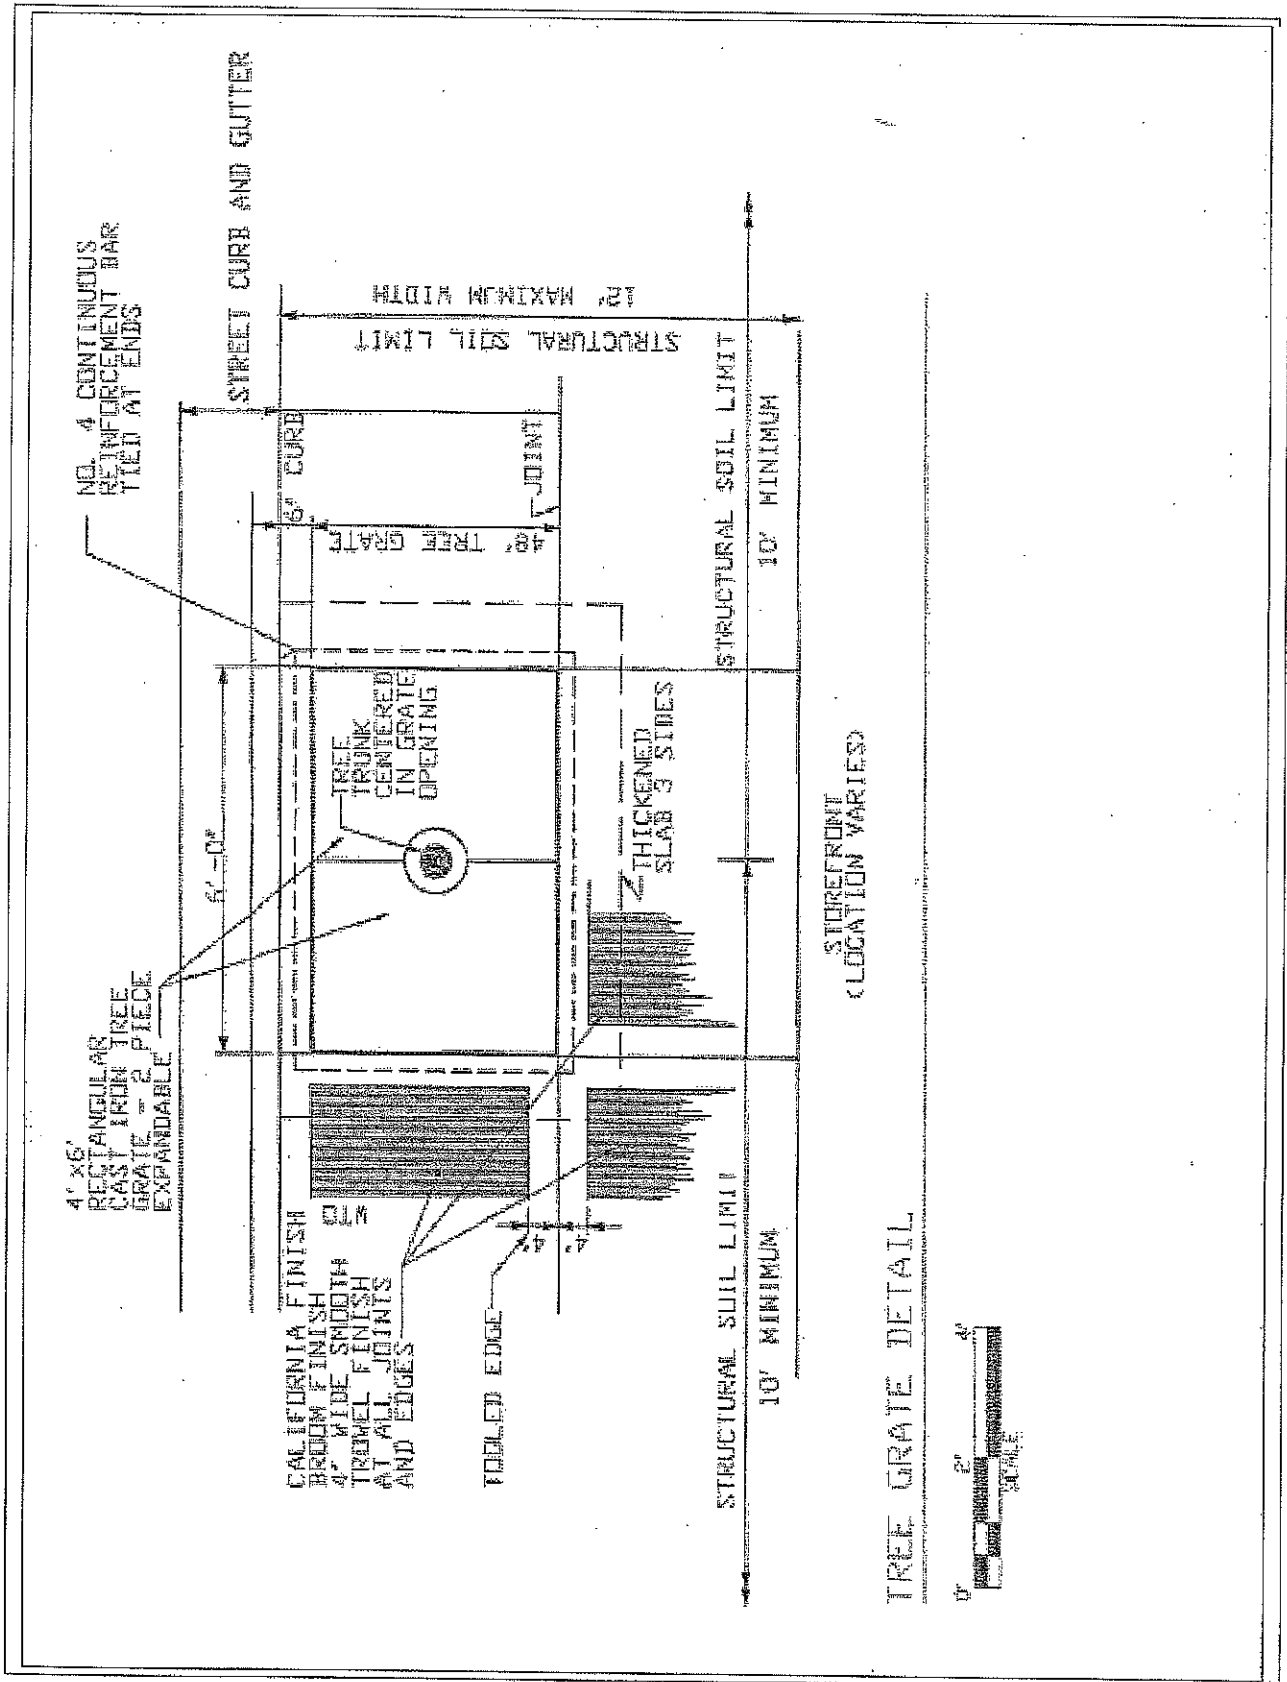 NO. 4 CONTINUOUS
REINFORCEMENT BAR
TIED AT ENDS
STREET CURB AND GUTTER
4' x6'
RECTANGULAR
CAST IRON TREE
GRATE - 2 PIECE
EXPANDABLE
6'-0"
6" CURB
48" TREE GRATE
JOINT
STRUCTURAL SOIL LIMIT
12' MAXIMUM WIDTH
TREE
TRUNK
CENTERED
IN GRATE
OPENING
CALIFORNIA FINISH
BROOM FINISH
4" WIDE SMOOTH
TROWEL FINISH
AT ALL JOINTS
AND EDGES
WTD
TOOLED EDGE
4"
4"
THICKENED
SLAB 3 SIDES
STRUCTURAL SOIL LIMIT
10' MINIMUM
STRUCTURAL SOIL LIMIT
10' MINIMUM
STOREFRONT
(LOCATION VARIES)
TREE GRATE DETAIL
0'
2'
4'
SCALE